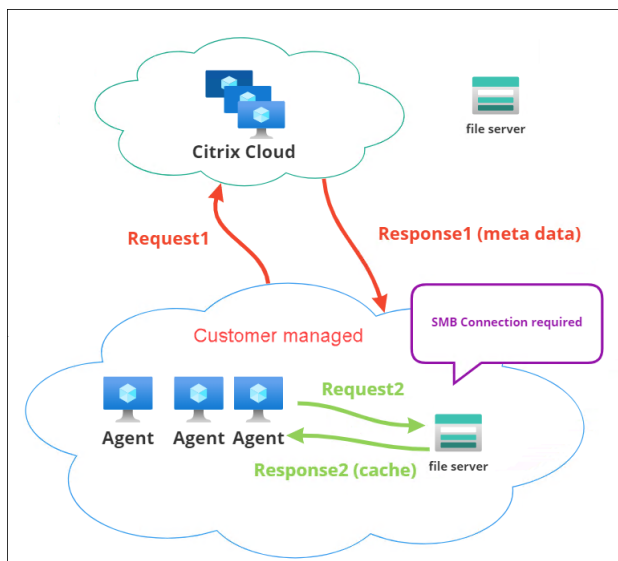 Citrix Cloud
file server
Request1
Response1 (meta data)
SMB Connection required
Customer managed
Request2
Agent
Agent
Agent
Response2 (cache)
file server